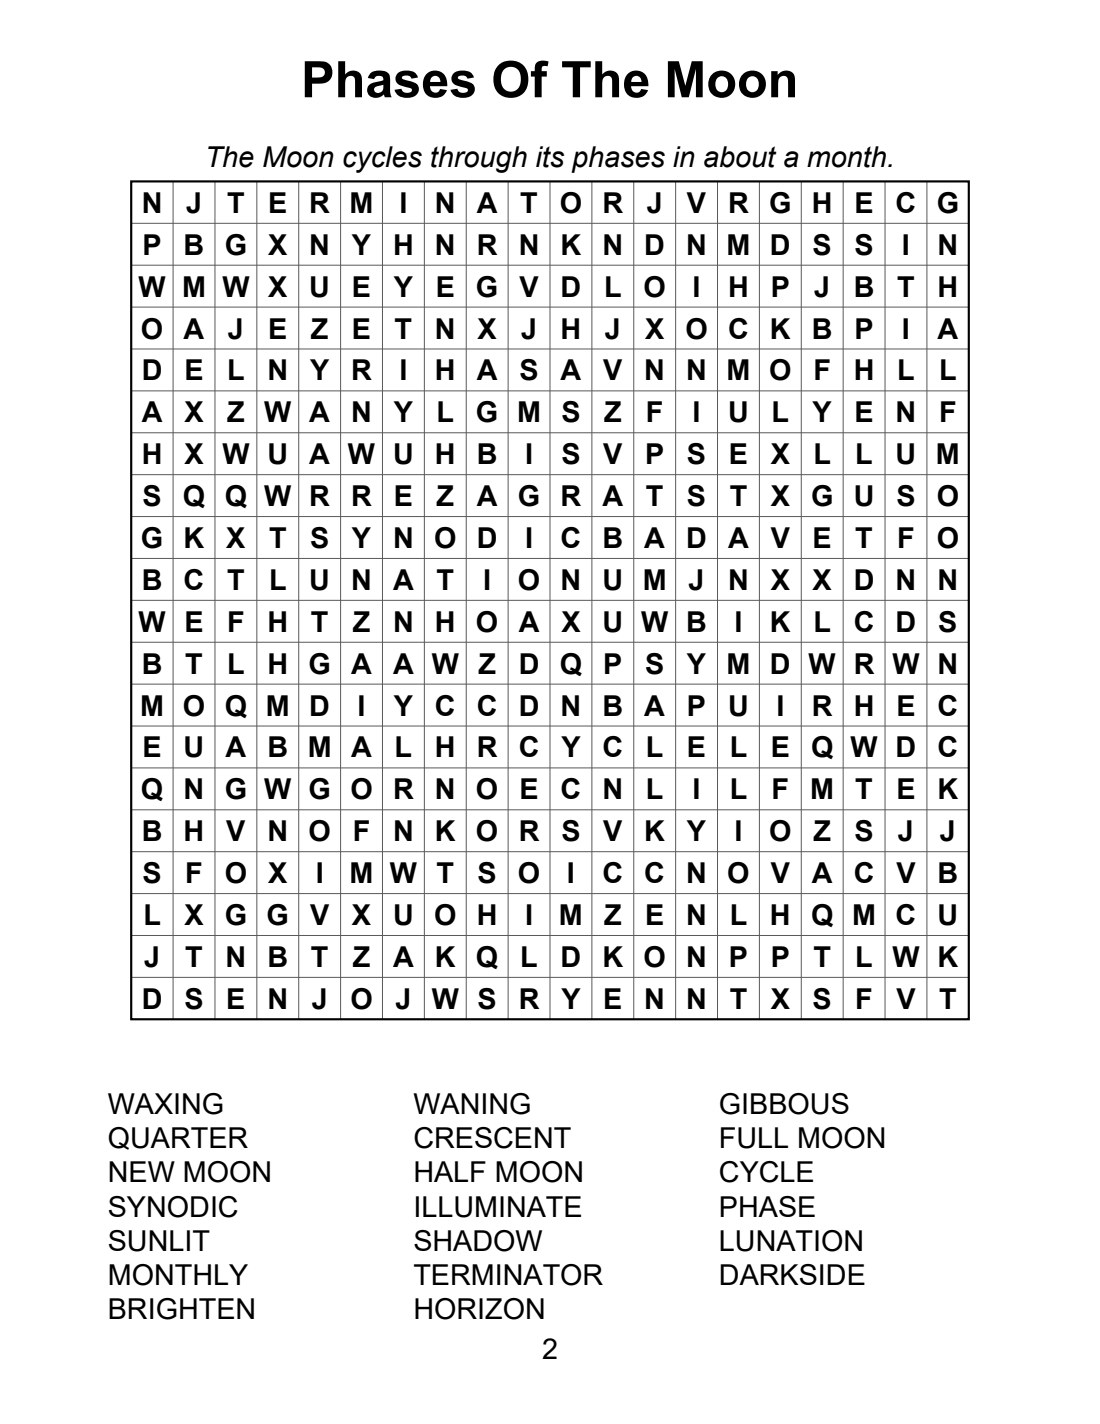 Phases Of The Moon
The Moon cycles through its phases in about a month.
N J T E R M I N A T O R J V R G H E C G
P B G X N Y H N R N K N D N M D S S I N
W M W X U E Y E G V D L O I H P J B T H
O A J E Z E T N X J H J X O C K B P I A
D E L N Y R I H A S A V N N M O F H L L
A X Z W A N Y L G M S Z F I U L Y E N F
H X W U A W U H B I S V P S E X L L U M
S Q Q W R R E Z A G R A T S T X G U S O
G K X T S Y N O D I C B A D A V E T F O
B C T L U N A T I O N U M J N X X D N N
W E F H T Z N H O A X U W B I K L C D S
B T L H G A A W Z D Q P S Y M D W R W N
M O Q M D I Y C C D N B A P U I R H E C
E U A B M A L H R C Y C L E L E Q W D C
Q N G W G O R N O E C N L I L F M T E K
B H V N O F N K O R S V K Y I O Z S J J
S F O X I M W T S O I C C N O V A C V B
L X G G V X U O H I M Z E N L H Q M C U
J T N B T Z A K Q L D K O N P P T L W K
D S E N J O J W S R Y E N N T X S F V T
WAXING WANING GIBBOUS
QUARTER CRESCENT FULL MOON
NEW MOON HALF MOON CYCLE
SYNODIC ILLUMINATE PHASE
SUNLIT SHADOW LUNATION
MONTHLY TERMINATOR DARKSIDE
BRIGHTEN HORIZON
2